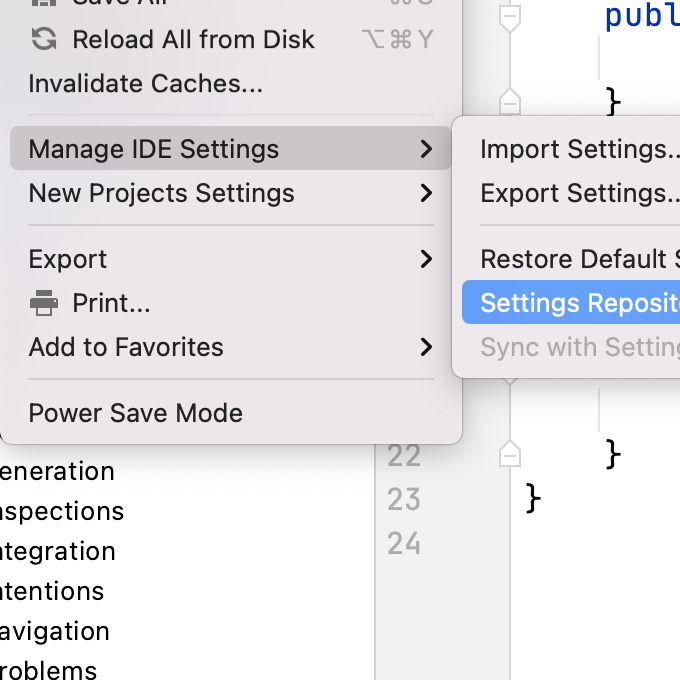 Save All
publ
Reload All from Disk ⌥⌘Y
Invalidate Caches...
}
Manage IDE Settings
Import Settings..
New Projects Settings
Export Settings..
Export
Restore Default S
Print...
Settings Reposit
Add to Favorites
Sync with Setting
Power Save Mode
22 }
eneration
nspections
23 }
ntegration
24
ntentions
avigation
roblems